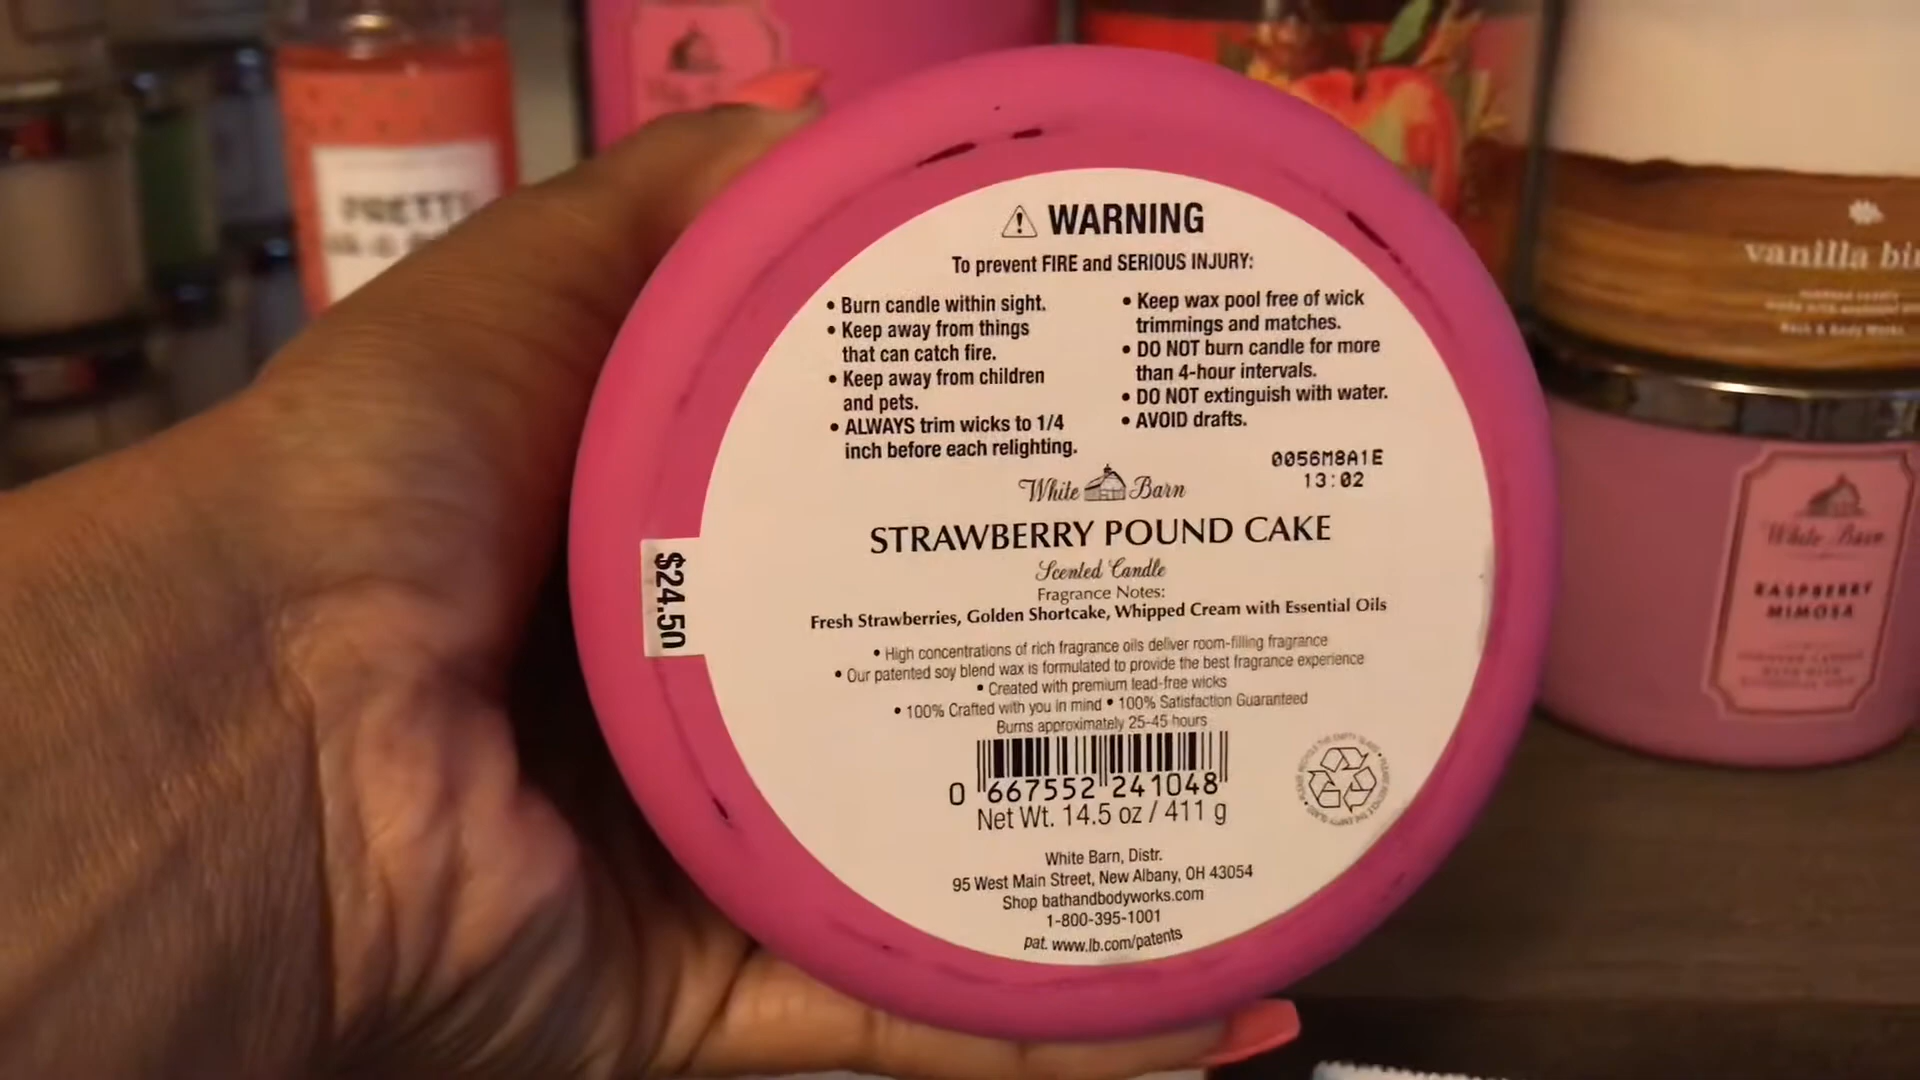 WARNING
To prevent FIRE and SERIOUS INJURY:
• Burn candle within sight.
• Keep away from things
that can catch fire.
• Keep away from children
and pets.
• ALWAYS trim wicks to 1/4
inch before each relighting.
• Keep wax pool free of wick
trimmings and matches.
• DO NOT burn candle for more
than 4-hour intervals.
• DO NOT extinguish with water.
• AVOID drafts.
0056M8A1E
13:02
White Barn
STRAWBERRY POUND CAKE
Scented Candle
Fragrance Notes:
Fresh Strawberries, Golden Shortcake, Whipped Cream with Essential Oils
• High concentrations of rich fragrance oils deliver room-filling fragrance
• Our patented soy blend wax is formulated to provide the best fragrance experience
• Created with premium lead-free wicks
• 100% Crafted with you in mind • 100% Satisfaction Guaranteed
Burns approximately 25-45 hours
0 667552 241048
Net Wt. 14.5 oz / 411 g
White Barn, Distr.
95 West Main Street, New Albany, OH 43054
Shop bathandbodyworks.com
1-800-395-1001
pat. www.lb.com/patents
$24.50
PRETTY
vanilla
Bath & Body Works
White Barn
RASPBERRY
MIMOSA